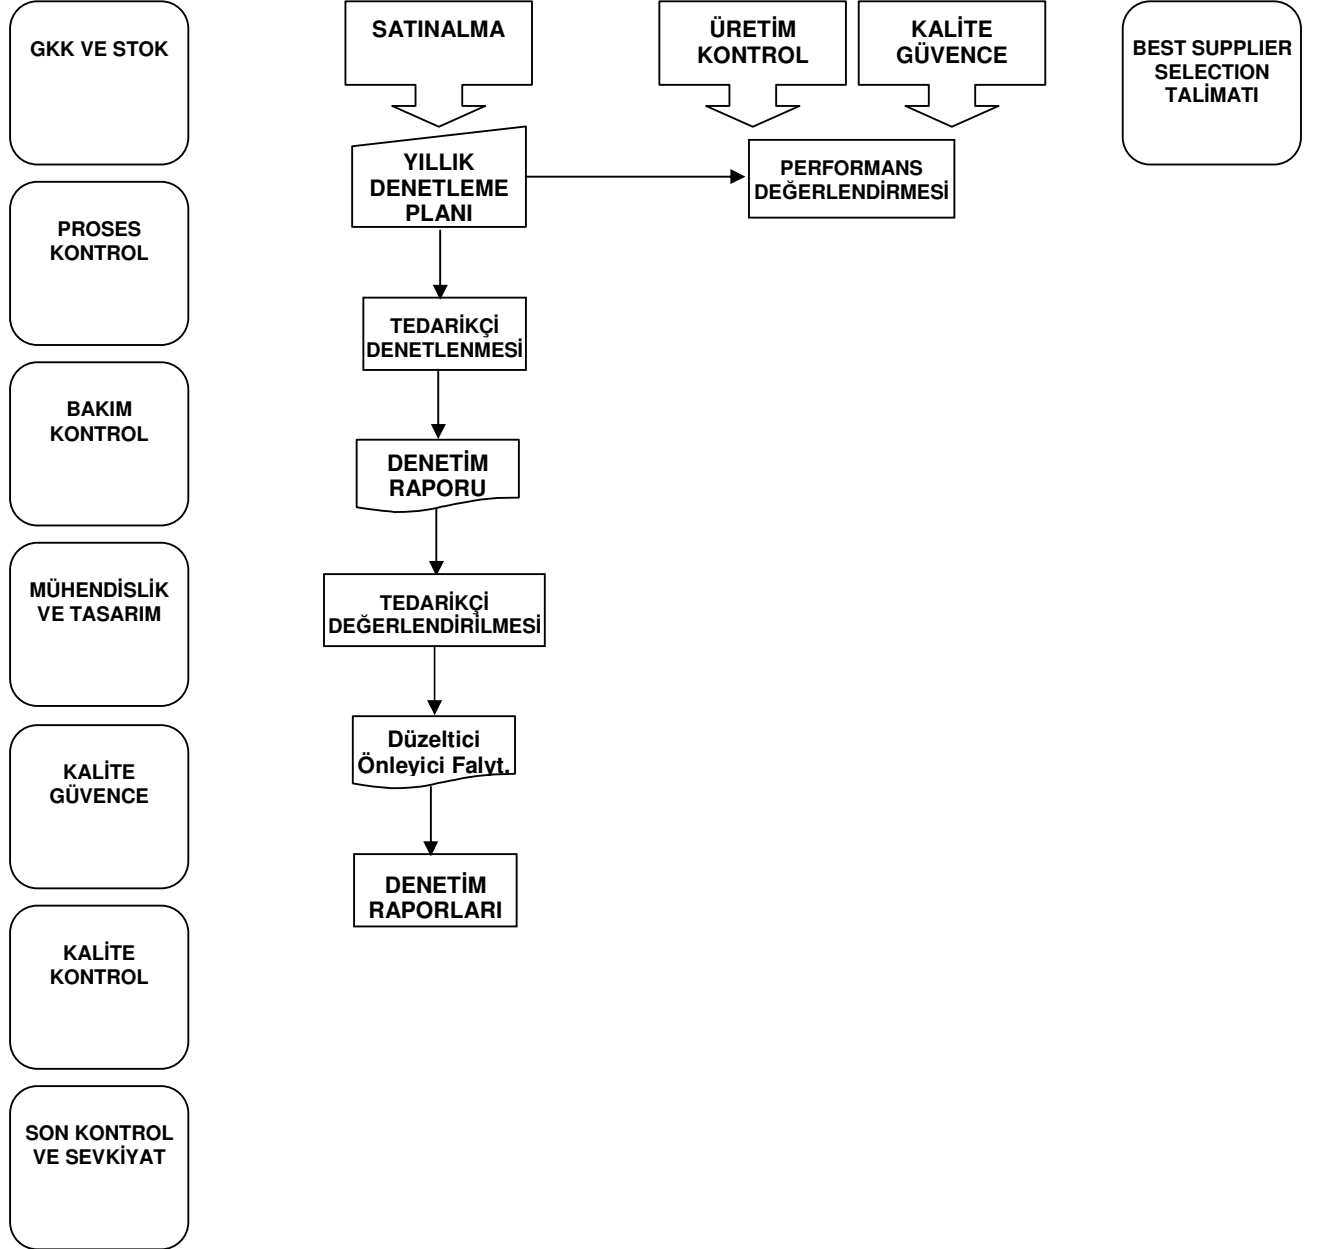 GKK VE STOK
SATINALMA
ÜRETİM
KONTROL
KALİTE
GÜVENCE
BEST SUPPLIER
SELECTION
TALİMATI
YILLIK
DENETLEME
PLANI
PERFORMANS
DEĞERLENDİRMESİ
PROSES
KONTROL
TEDARİKÇİ
DENETLENMESİ
BAKIM
KONTROL
DENETİM
RAPORU
MÜHENDİSLİK
VE TASARIM
TEDARİKÇİ
DEĞERLENDİRİLMESİ
KALİTE
GÜVENCE
Düzeltici
Önleyici Falyt.
DENETİM
RAPORLARI
KALİTE
KONTROL
SON KONTROL
VE SEVKİYAT